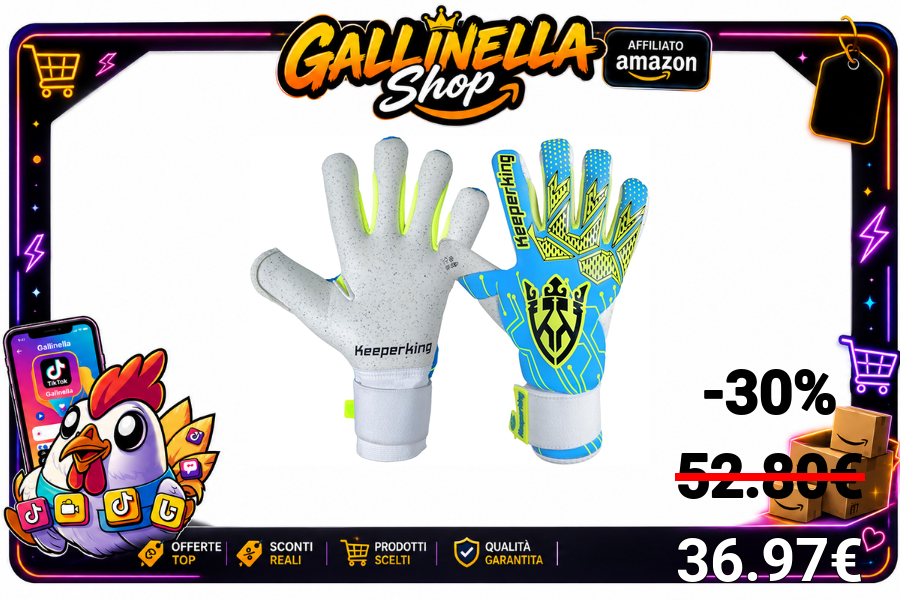 GALLINELLA
Shop
AFFILIATO
amazon
Keeperking
Keeperking
Keeperking
Gallinella
TikTok
Gallinella
-30%
52.80€
36.97€
OFFERTE
TOP
SCONTI
REALI
PRODOTTI
SCELTI
QUALITÀ
GARANTITA